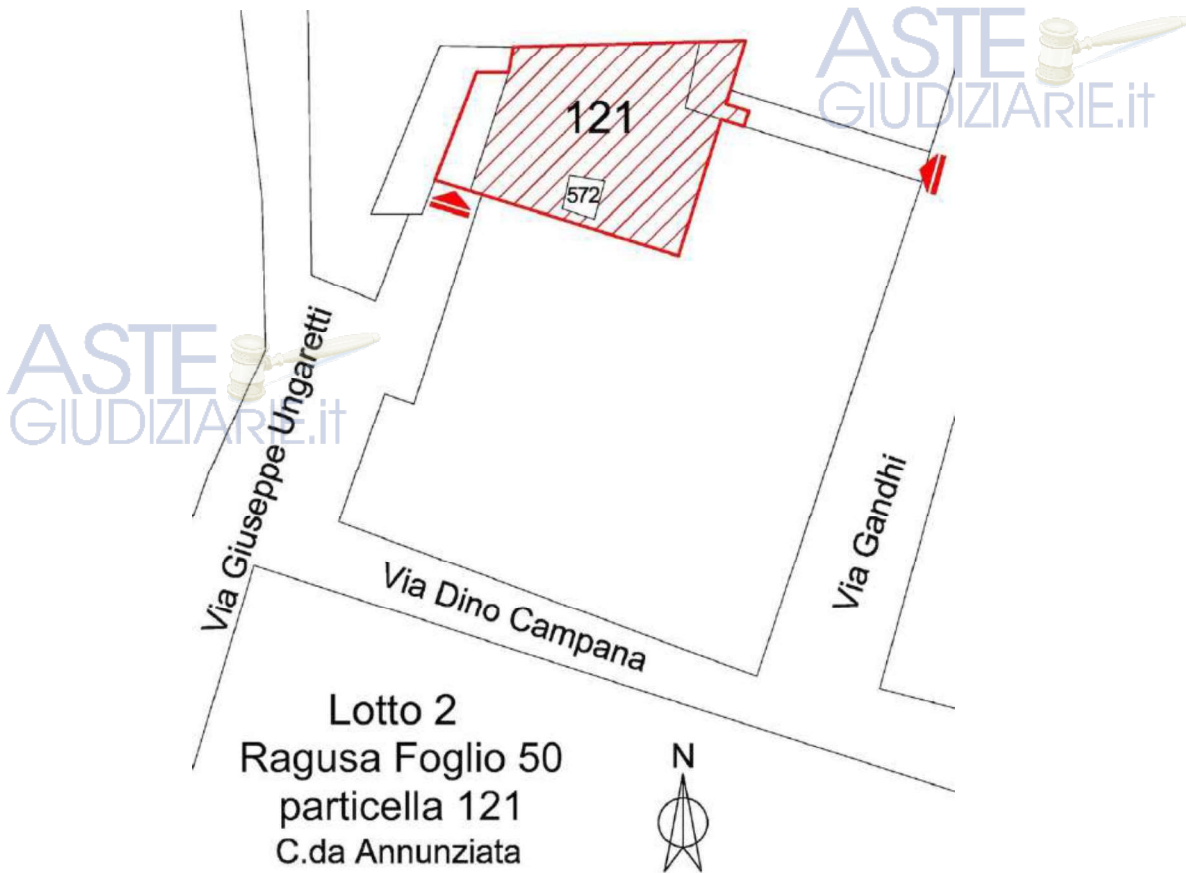 ASTE
GIUDIZIARIE.it
121
572
ASTE
GIUDIZIARIE.it
Via Giuseppe Ungaretti
Via Gandhi
Via Dino Campana
Lotto 2
Ragusa Foglio 50
particella 121
C.da Annunziata
N